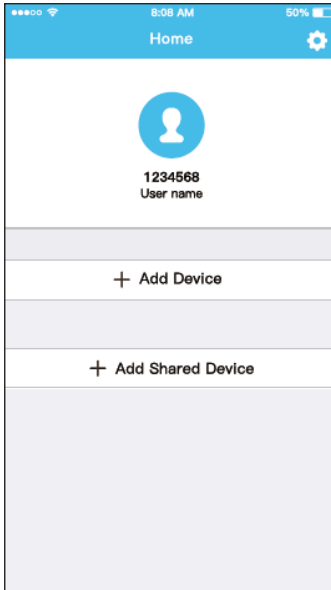 8:08 AM
50%
Home
1234568
User name
+ Add Device
+ Add Shared Device